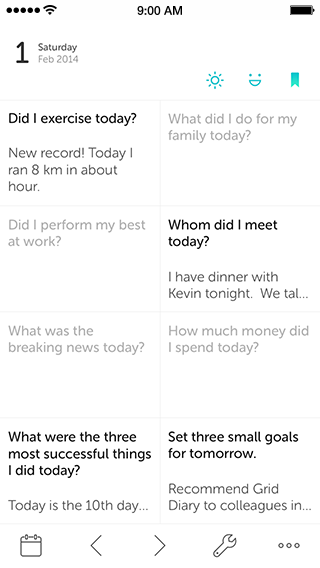 9:00 AM
1
Saturday
Feb 2014
Did I exercise today?
New record! Today I
ran 8 km in about
hour.
What did I do for my
family today?
Did I perform my best
at work?
Whom did I meet
today?
I have dinner with
Kevin tonight.  We tal...
What was the
breaking news today?
How much money did
I spend today?
What were the three
most successful things
I did today?
Today is the 10th day...
Set three small goals
for tomorrow.
Recommend Grid
Diary to colleagues in...